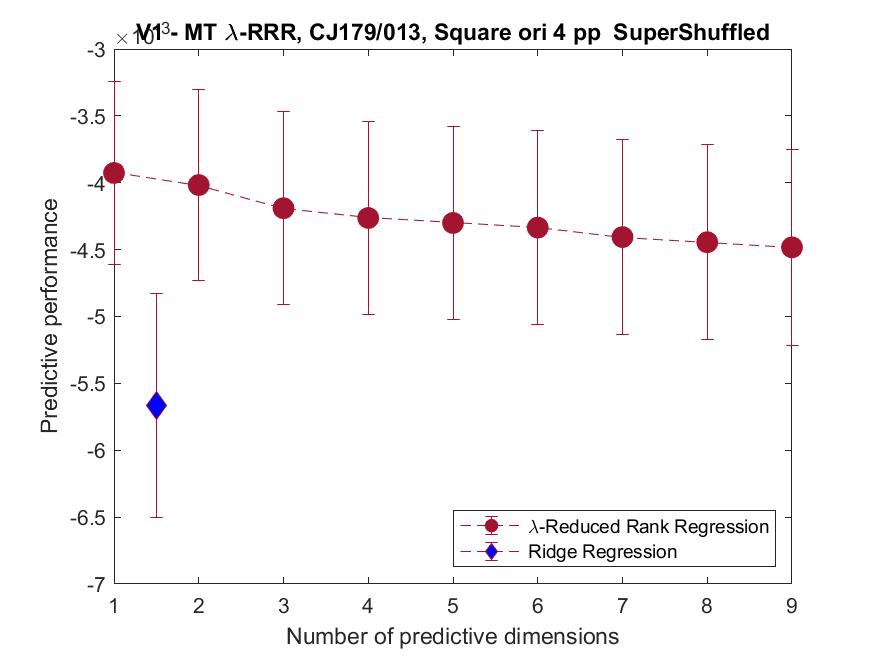 V1 - MT λ-RRR, CJ179/013, Square ori 4 pp  SuperShuffled
-3
-3.5
-4
-4.5
-5
-5.5
-6
-6.5
-7
Predictive performance
1 2 3 4 5 6 7 8 9
Number of predictive dimensions
λ-Reduced Rank Regression
Ridge Regression